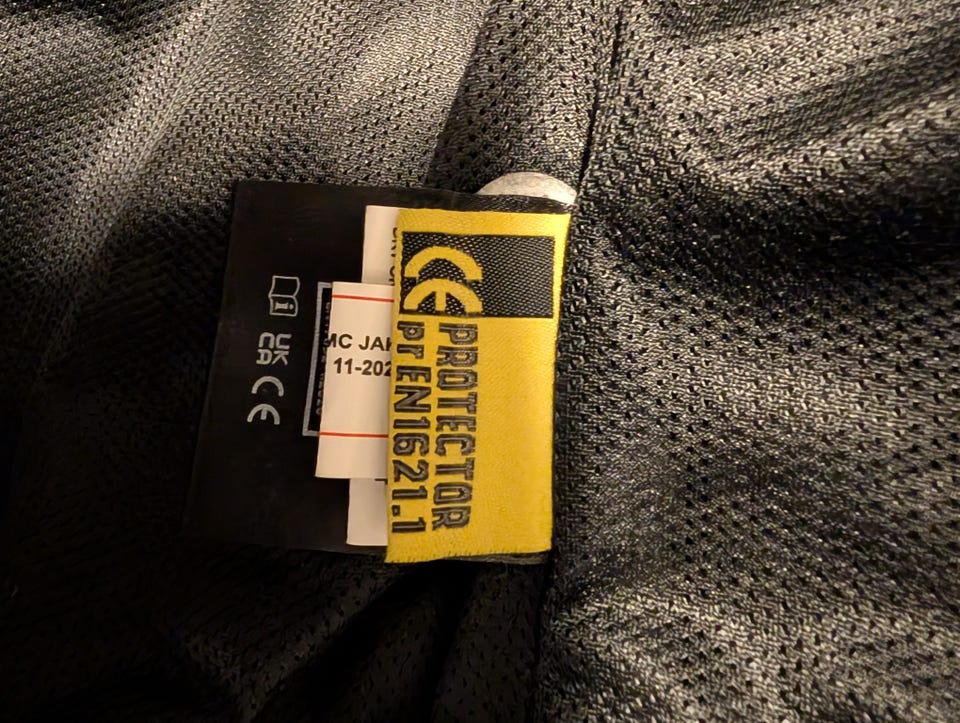 CE
PROTECTOR
prEN1621.1
MC JAK
11-202
UK
CA
CE